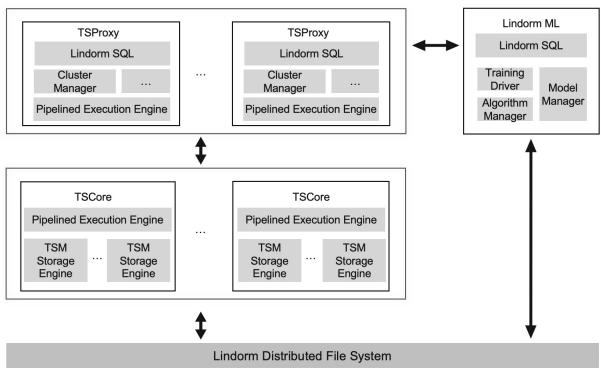 TSProxy
Lindorm SQL
Cluster
Manager
…
Pipelined Execution Engine
…
TSProxy
Lindorm SQL
Cluster
Manager
…
Pipelined Execution Engine
Lindorm ML
Lindorm SQL
Training
Driver
Algorithm
Manager
Model
Manager
TSCore
Pipelined Execution Engine
TSM
Storage
Engine
…
TSM
Storage
Engine
…
TSCore
Pipelined Execution Engine
TSM
Storage
Engine
…
TSM
Storage
Engine
Lindorm Distributed File System